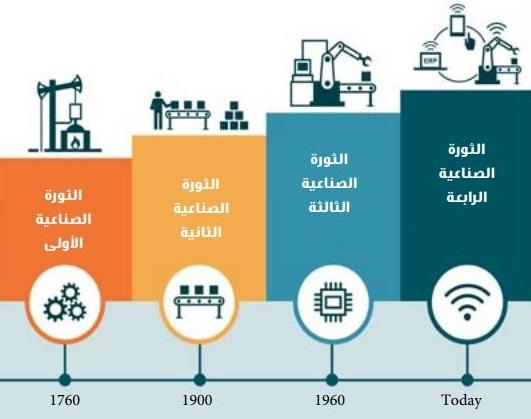 ERP
الثورة
الصناعية
الأولى
الثورة
الصناعية
الثانية
الثورة
الصناعية
الثالثة
الثورة
الصناعية
الرابعة
1760
1900
1960
Today